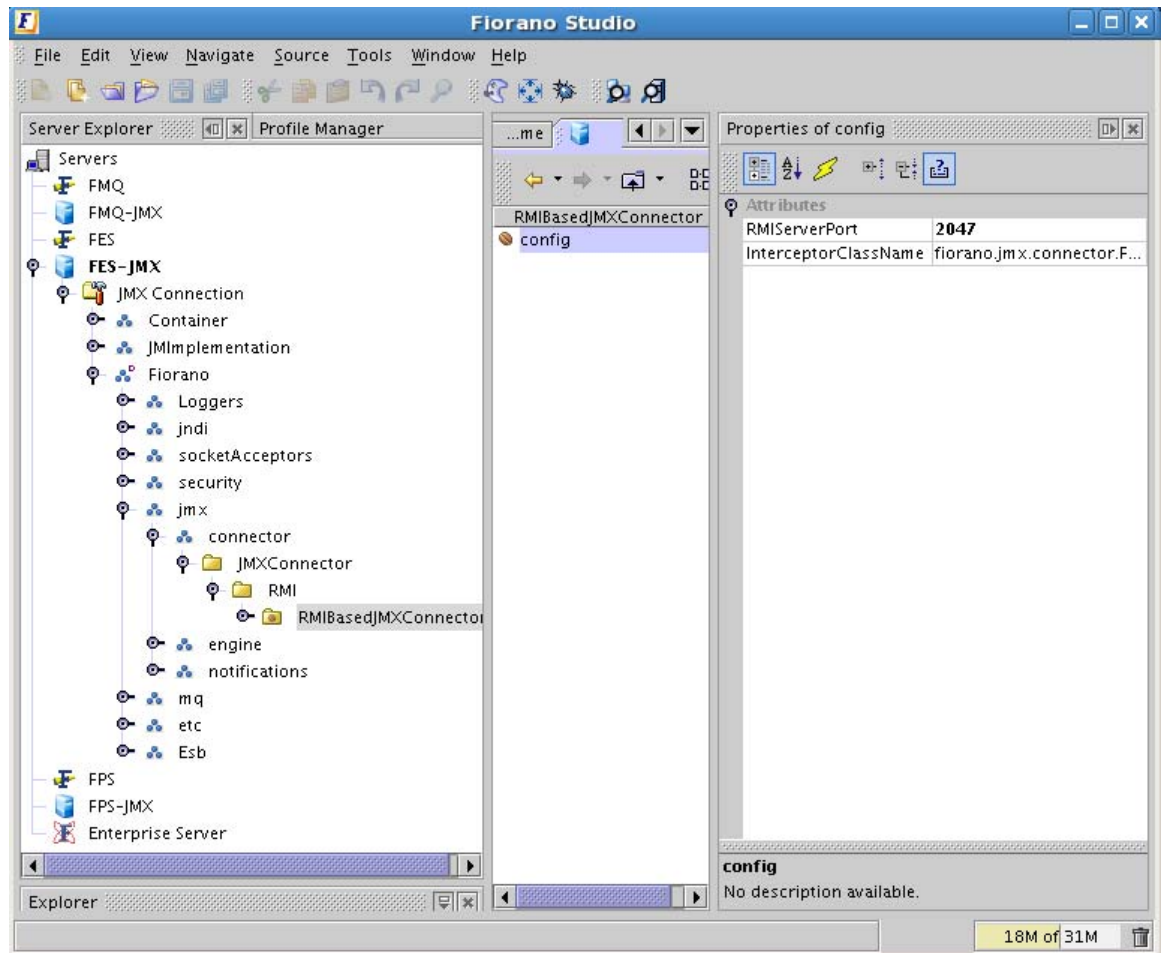 Fiorano Studio
File Edit View Navigate Source Tools Window Help
Server Explorer
Profile Manager
Servers
FMQ
FMQ-JMX
FES
FES-JMX
JMX Connection
Container
JMImplementation
Fiorano
Loggers
jndi
socketAcceptors
security
jmx
connector
JMXConnector
RMI
RMIBasedJMXConnector
engine
notifications
mq
etc
Esb
FPS
FPS-JMX
Enterprise Server
Explorer
...me
RMIBasedJMXConnector
config
Properties of config
Attributes
RMIServerPort 2047
InterceptorClassName fiorano.jmx.connector.F...
config
No description available.
18M of 31M